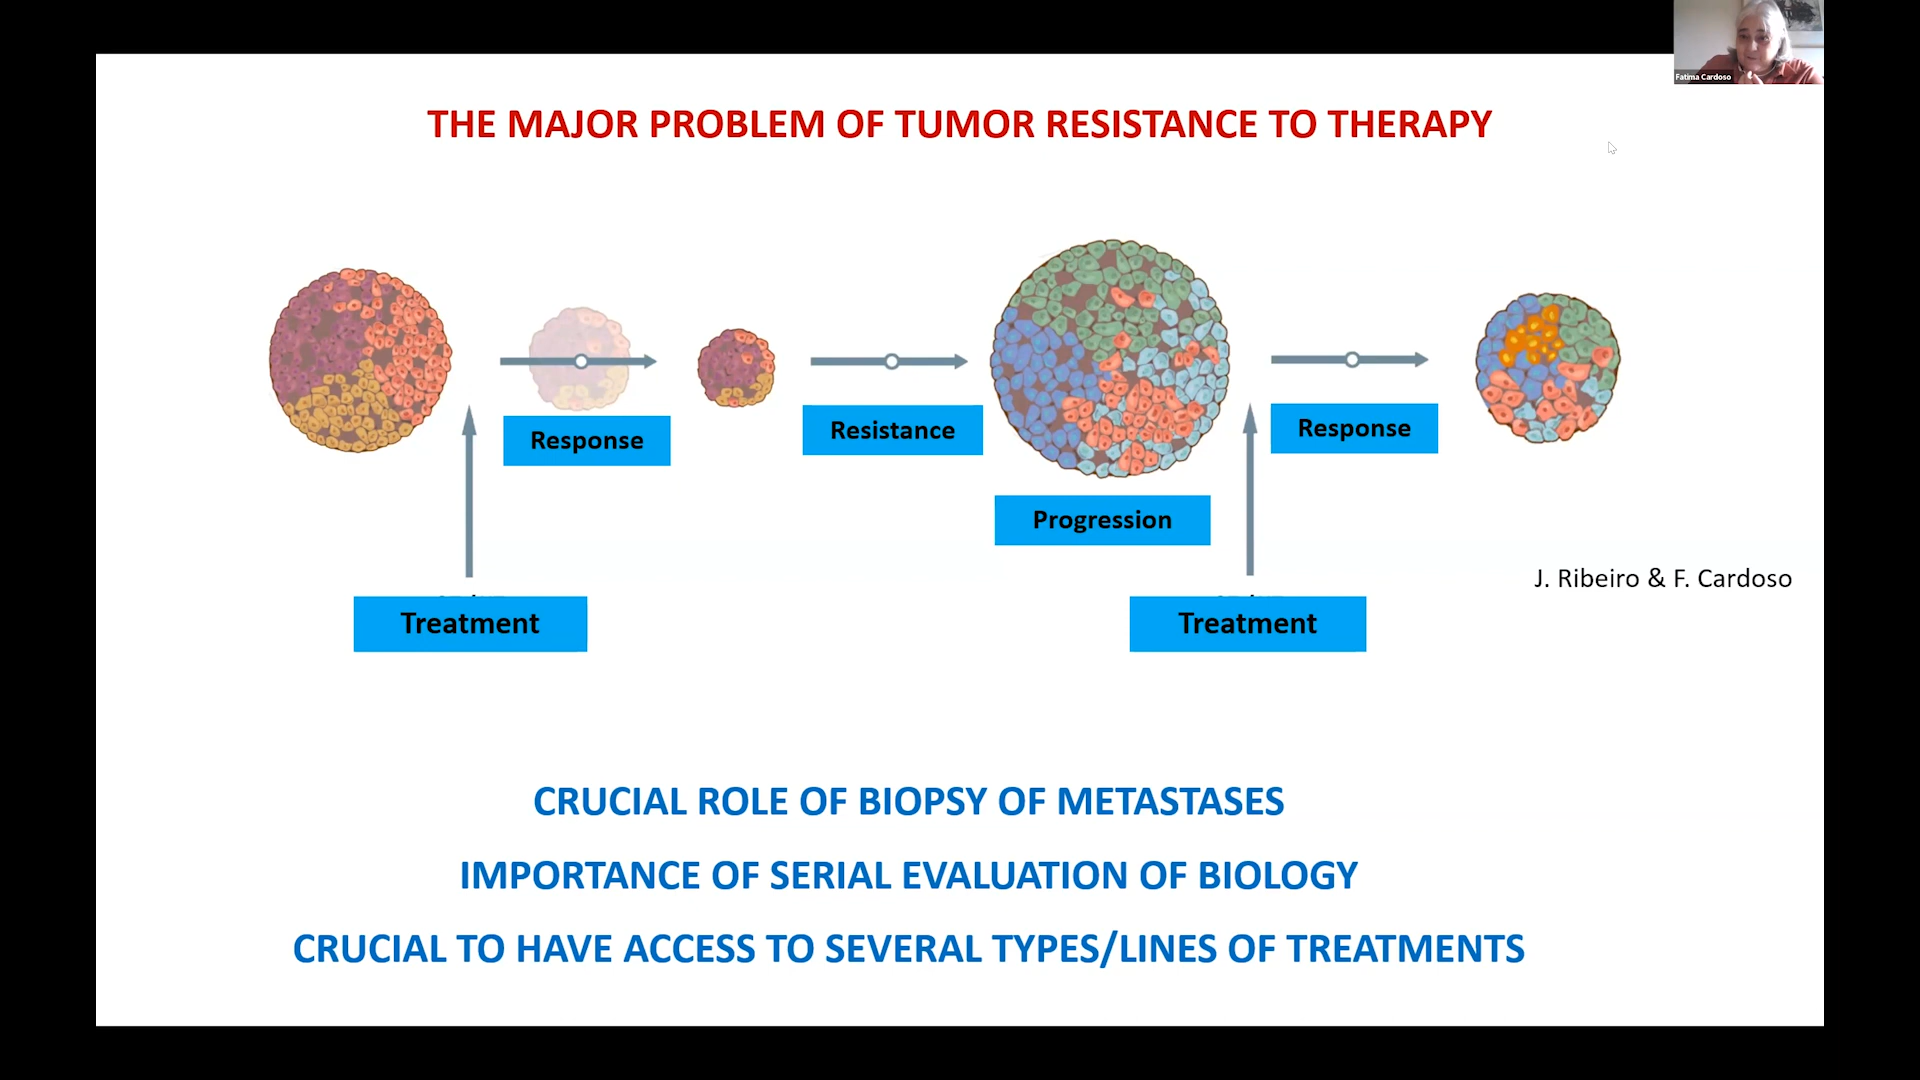 Fatima Cardoso
THE MAJOR PROBLEM OF TUMOR RESISTANCE TO THERAPY
Response
Resistance
Response
Progression
J. Ribeiro & F. Cardoso
Treatment
Treatment
CRUCIAL ROLE OF BIOPSY OF METASTASES
IMPORTANCE OF SERIAL EVALUATION OF BIOLOGY
CRUCIAL TO HAVE ACCESS TO SEVERAL TYPES/LINES OF TREATMENTS